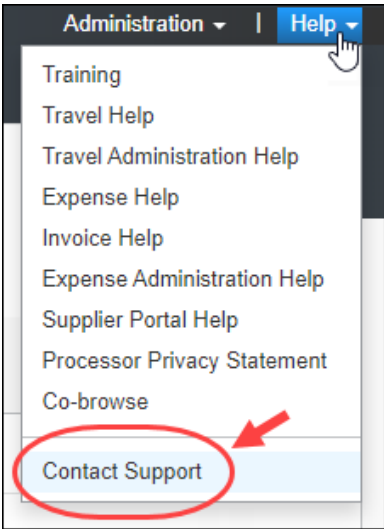 Administration | Help
Training
Travel Help
Travel Administration Help
Expense Help
Invoice Help
Expense Administration Help
Supplier Portal Help
Processor Privacy Statement
Co-browse
Contact Support